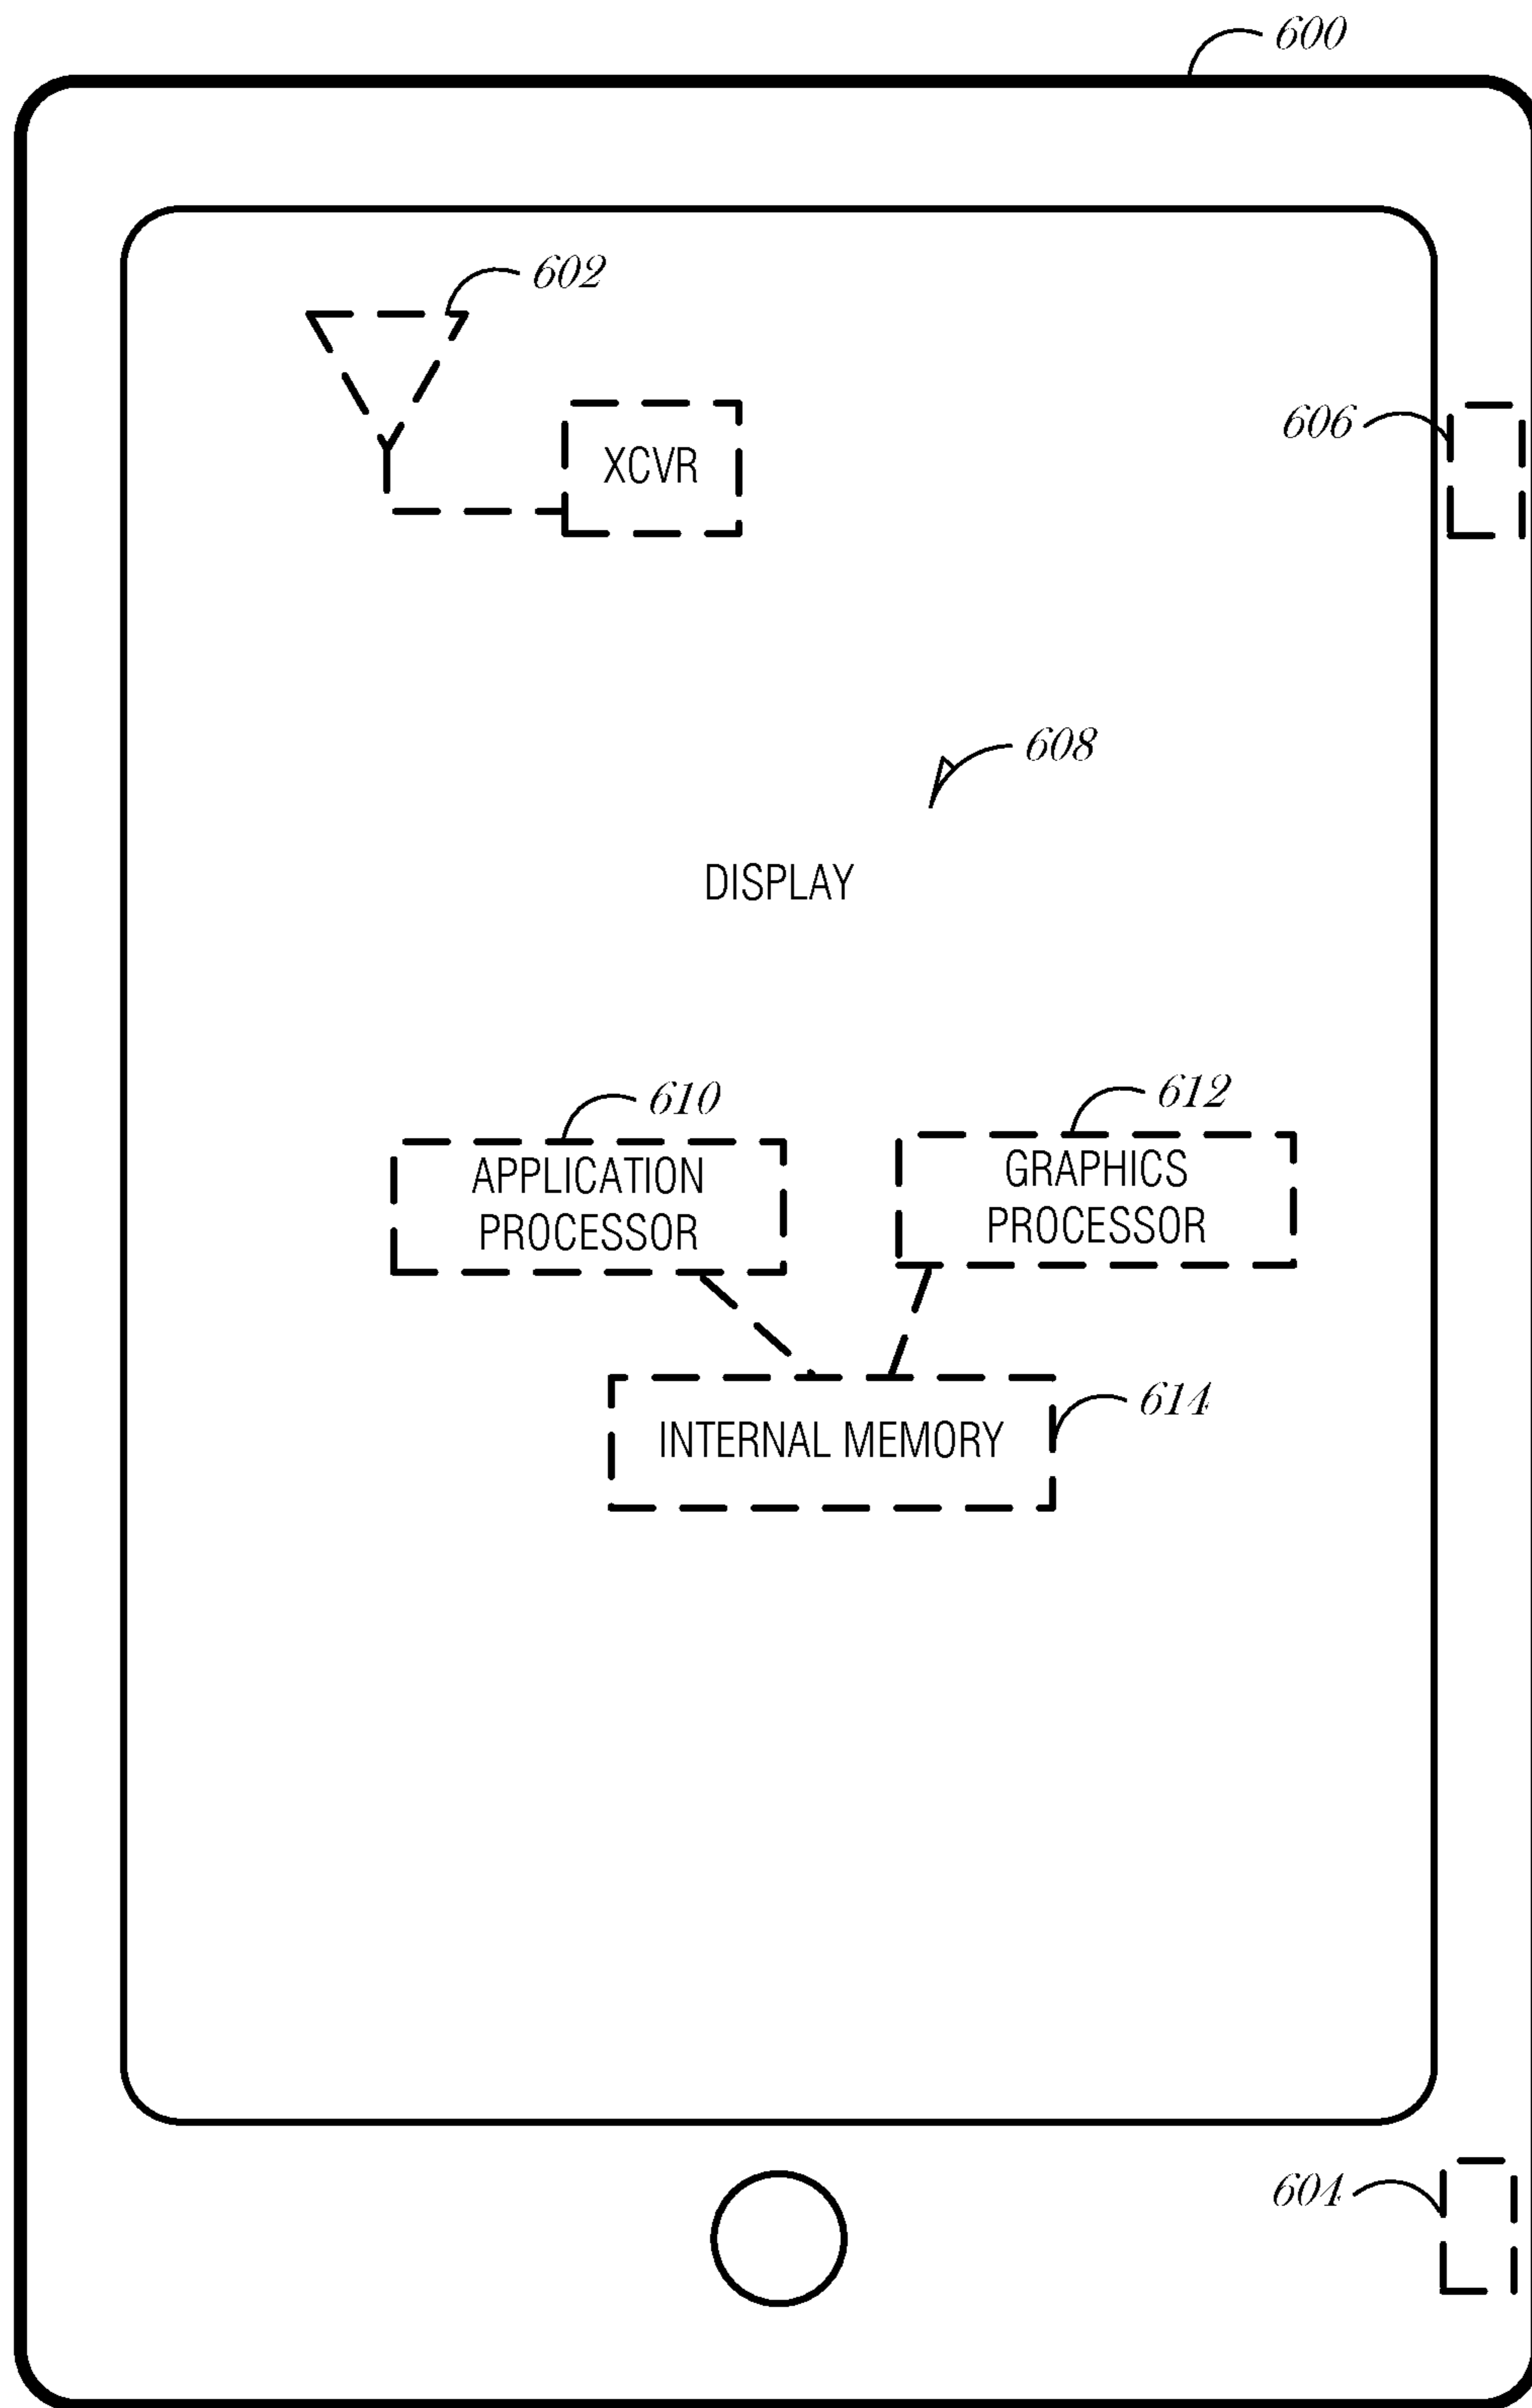 600
602
XCVR
606
608
DISPLAY
610
612
APPLICATION
PROCESSOR
GRAPHICS
PROCESSOR
614
INTERNAL MEMORY
604